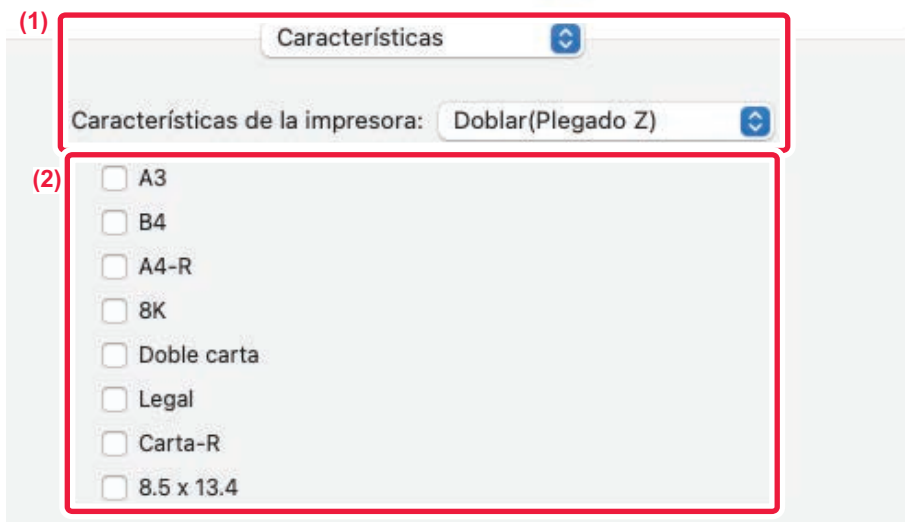 (1)
Características
Características de la impresora: Doblar(Plegado Z)
(2)
A3
B4
A4-R
8K
Doble carta
Legal
Carta-R
8.5 x 13.4